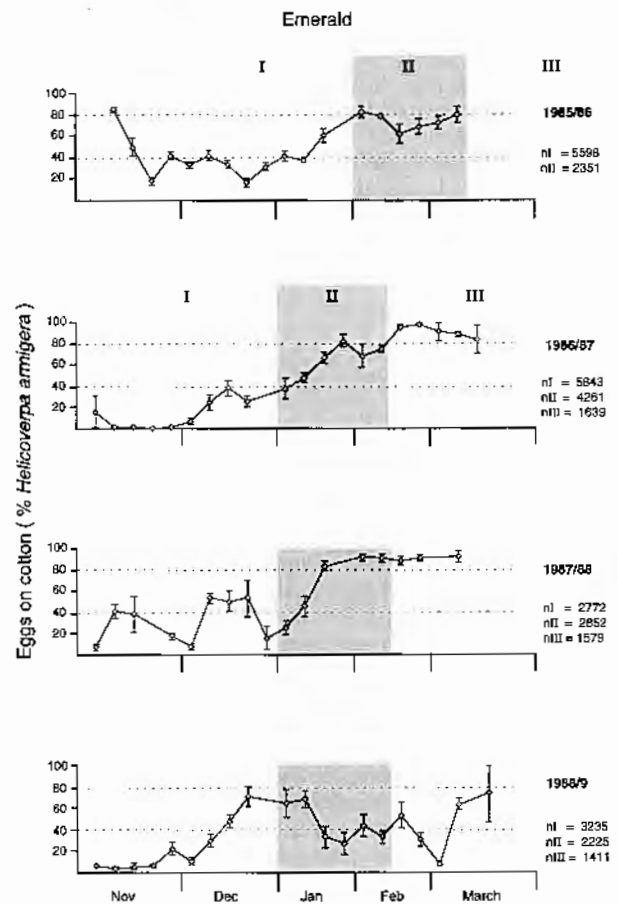 Emerald
I II III
100
80
60
40
20
1985/86
nI = 5598
nII = 2351
I II III
100
80
60
40
20
1986/87
nI = 5843
nII = 4261
nIII = 1639
100
80
60
40
20
1987/88
nI = 2772
nII = 2852
nIII = 1579
100
80
60
40
20
1988/9
nI = 3235
nII = 2225
nIII = 1411
Nov Dec Jan Feb March
Eggs on cotton ( % Helicoverpa armigera )